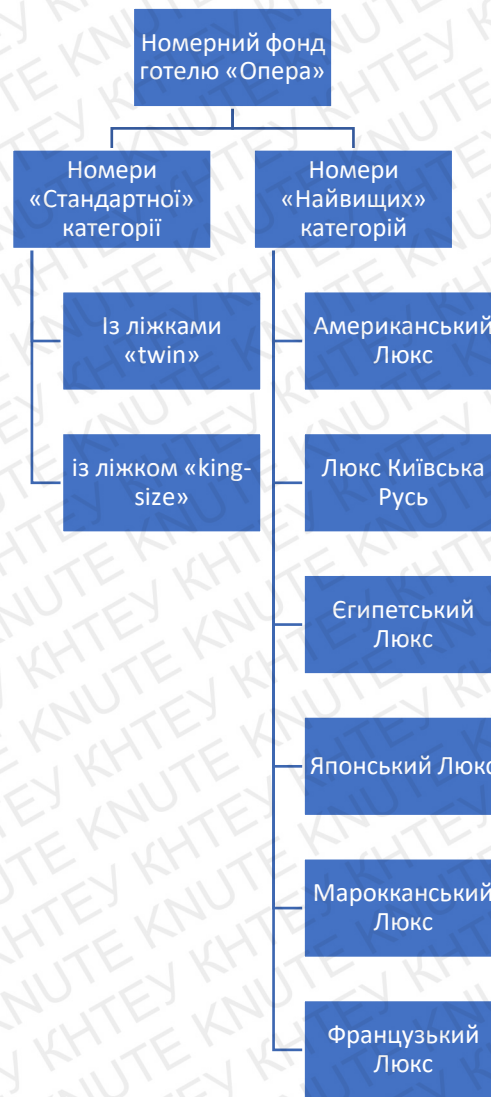 Номерний фонд
готелю «Опера»
Номери
«Стандартної»
категорії
Номери
«Найвищих»
категорій
Із ліжками
«twin»
із ліжком «king-
size»
Американський
Люкс
Люкс Київська
Русь
Єгипетський
Люкс
Японський Люкс
Марокканський
Люкс
Французький
Люкс